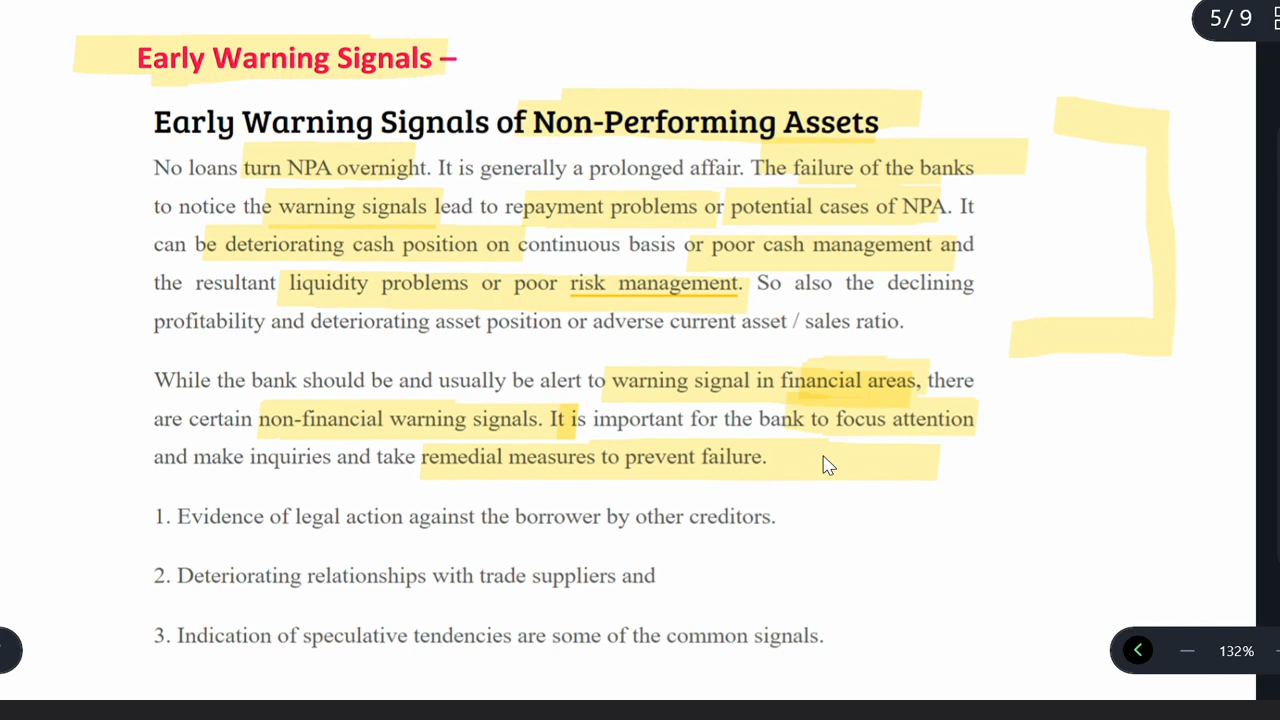 5/ 9
Early Warning Signals –
Early Warning Signals of Non-Performing Assets
No loans turn NPA overnight. It is generally a prolonged affair. The failure of the banks
to notice the warning signals lead to repayment problems or potential cases of NPA. It
can be deteriorating cash position on continuous basis or poor cash management and
the resultant liquidity problems or poor risk management. So also the declining
profitability and deteriorating asset position or adverse current asset / sales ratio.
While the bank should be and usually be alert to warning signal in financial areas, there
are certain non-financial warning signals. It is important for the bank to focus attention
and make inquiries and take remedial measures to prevent failure.
1. Evidence of legal action against the borrower by other creditors.
2. Deteriorating relationships with trade suppliers and
3. Indication of speculative tendencies are some of the common signals.
132%